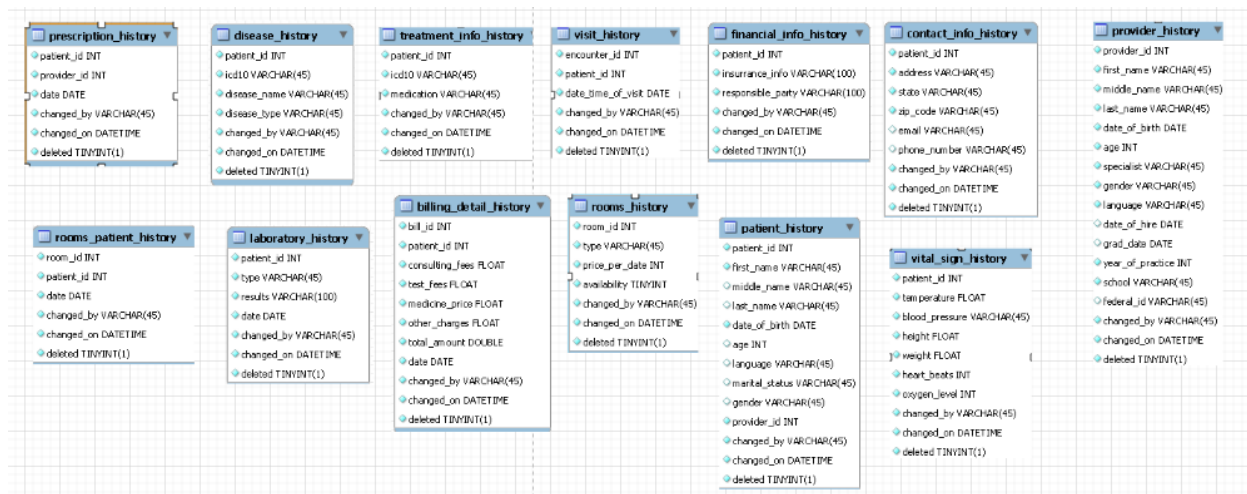 prescription_history
patient_id INT
provider_id INT
date DATE
changed_by VARCHAR(45)
changed_on DATETIME
deleted TINYINT(1)
disease_history
patient_id INT
icd10 VARCHAR(45)
disease_name VARCHAR(45)
disease_type VARCHAR(45)
changed_by VARCHAR(45)
changed_on DATETIME
deleted TINYINT(1)
treatment_info_history
patient_id INT
icd10 VARCHAR(45)
medication VARCHAR(45)
changed_by VARCHAR(45)
changed_on DATETIME
deleted TINYINT(1)
visit_history
encounter_id INT
patient_id INT
date_time_of_visit DATE
changed_by VARCHAR(45)
changed_on DATETIME
deleted TINYINT(1)
financial_info_history
patient_id INT
insurrance_info VARCHAR(100)
responsible_party VARCHAR(100)
changed_by VARCHAR(45)
changed_on DATETIME
deleted TINYINT(1)
contact_info_history
patient_id INT
address VARCHAR(45)
state VARCHAR(45)
zip_code VARCHAR(45)
email VARCHAR(45)
phone_number VARCHAR(45)
changed_by VARCHAR(45)
changed_on DATETIME
deleted TINYINT(1)
provider_history
provider_id INT
first_name VARCHAR(45)
middle_name VARCHAR(45)
last_name VARCHAR(45)
date_of_birth DATE
age INT
specialist VARCHAR(45)
gender VARCHAR(45)
language VARCHAR(45)
date_of_hire DATE
grad_date DATE
year_of_practice INT
school VARCHAR(45)
federal_id VARCHAR(45)
changed_by VARCHAR(45)
changed_on DATETIME
deleted TINYINT(1)
rooms_patient_history
room_id INT
patient_id INT
date DATE
changed_by VARCHAR(45)
changed_on DATETIME
deleted TINYINT(1)
laboratory_history
patient_id INT
type VARCHAR(45)
results VARCHAR(100)
date DATE
changed_by VARCHAR(45)
changed_on DATETIME
deleted TINYINT(1)
billing_detail_history
bill_id INT
patient_id INT
consulting_fees FLOAT
test_fees FLOAT
medicine_price FLOAT
other_charges FLOAT
total_amount DOUBLE
date DATE
changed_by VARCHAR(45)
changed_on DATETIME
deleted TINYINT(1)
rooms_history
room_id INT
type VARCHAR(45)
price_per_date INT
availability TINYINT
changed_by VARCHAR(45)
changed_on DATETIME
deleted TINYINT(1)
patient_history
patient_id INT
first_name VARCHAR(45)
middle_name VARCHAR(45)
last_name VARCHAR(45)
date_of_birth DATE
age INT
language VARCHAR(45)
marital_status VARCHAR(45)
gender VARCHAR(45)
provider_id INT
changed_by VARCHAR(45)
changed_on DATETIME
deleted TINYINT(1)
vital_sign_history
patient_id INT
temperature FLOAT
blood_pressure VARCHAR(45)
height FLOAT
weight FLOAT
heart_beats INT
oxygen_level INT
changed_by VARCHAR(45)
changed_on DATETIME
deleted TINYINT(1)